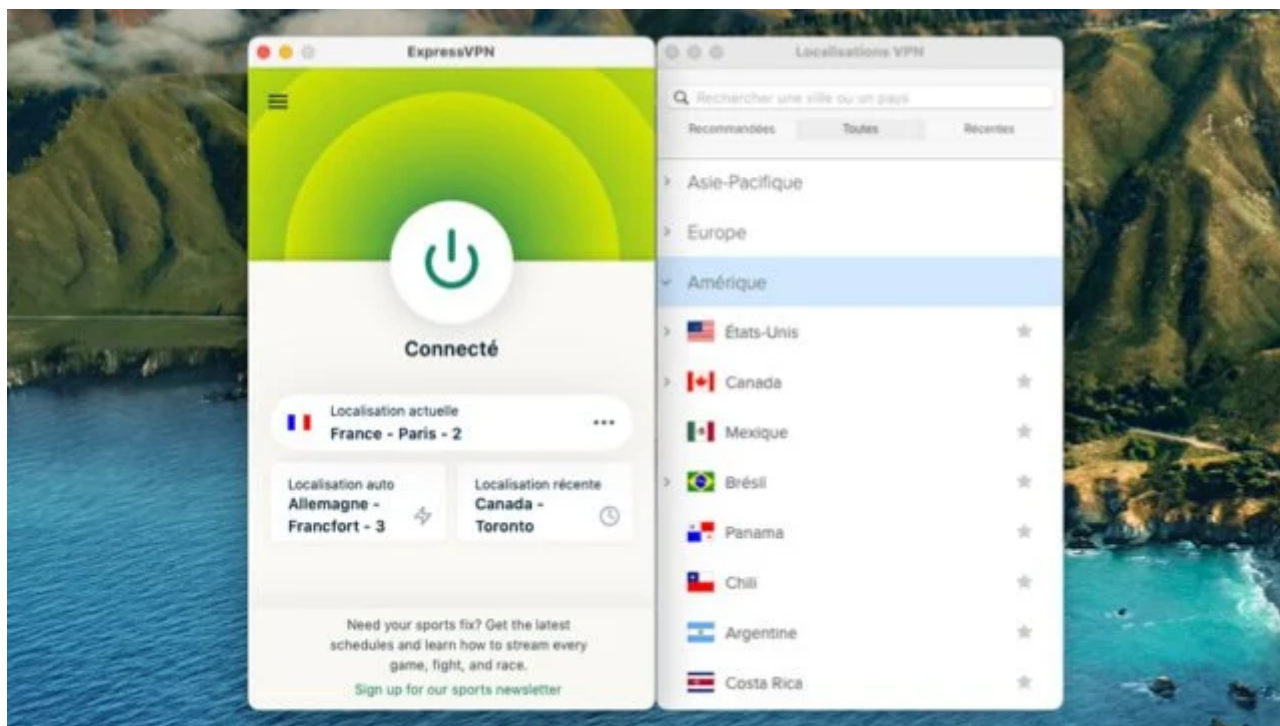 ExpressVPN
Connecté
Localisation actuelle
France - Paris - 2
Localisation auto
Allemagne -
Francfort - 3
Localisation récente
Canada -
Toronto
Need your sports fix? Get the latest
schedules and learn how to stream every
game, fight, and race.
Sign up for our sports newsletter
Localisations VPN
Rechercher une ville ou un pays
Recommandées
Toutes
Récentes
Asie-Pacifique
Europe
Amérique
États-Unis
Canada
Mexique
Brésil
Panama
Chili
Argentine
Costa Rica